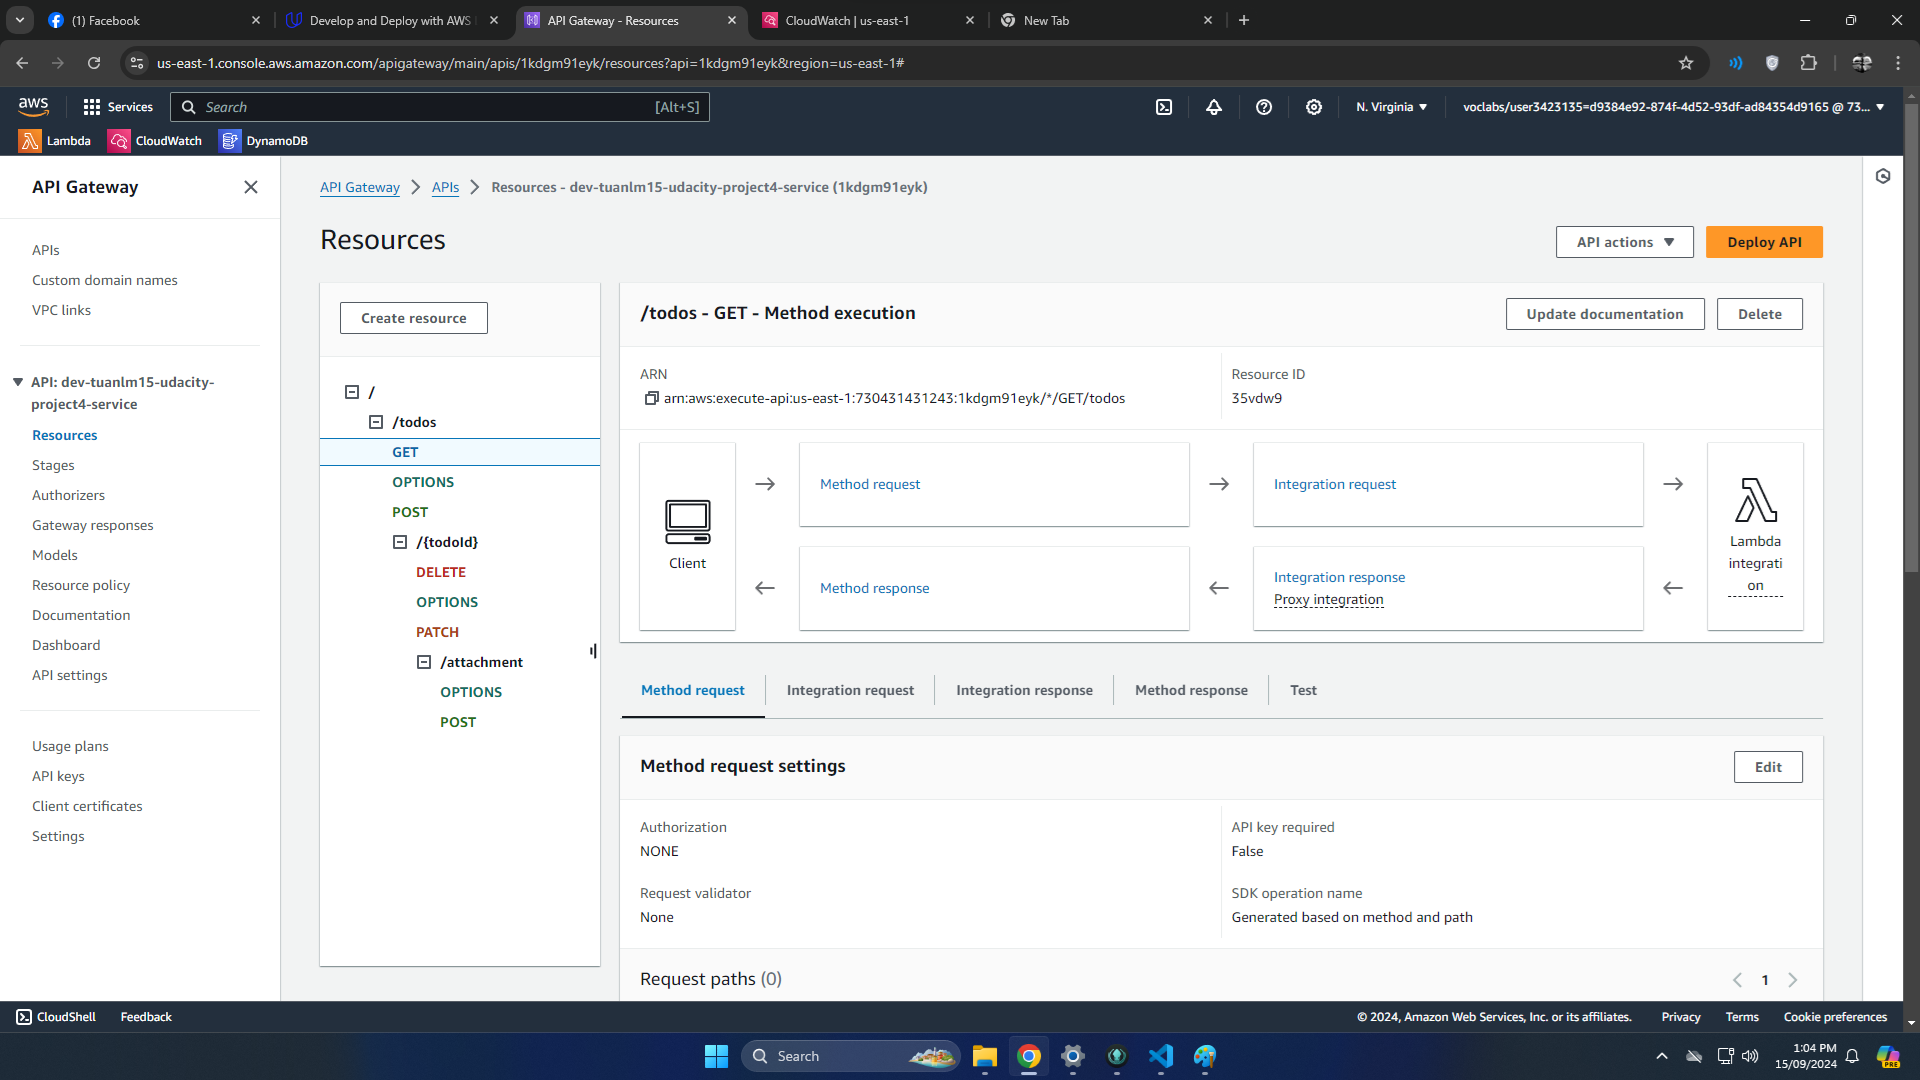 (1) Facebook
Develop and Deploy with AWS
API Gateway - Resources
CloudWatch | us-east-1
New Tab
us-east-1.console.aws.amazon.com/apigateway/main/apis/1kdgm91eyk/resources?api=1kdgm91eyk&region=us-east-1#
aws
Services
Search
[Alt+S]
N. Virginia
voclabs/user3423135=d9384e92-874f-4d52-93df-ad84354d9165 @ 73...
Lambda
CloudWatch
DynamoDB
API Gateway
APIs
Custom domain names
VPC links
API: dev-tuanlm15-udacity-
project4-service
Resources
Stages
Authorizers
Gateway responses
Models
Resource policy
Documentation
Dashboard
API settings
Usage plans
API keys
Client certificates
Settings
API Gateway
APIs
Resources - dev-tuanlm15-udacity-project4-service (1kdgm91eyk)
Resources
API actions
Deploy API
Create resource
/
/todos
GET
OPTIONS
POST
/{todoId}
DELETE
OPTIONS
PATCH
/attachment
OPTIONS
POST
/todos - GET - Method execution
Update documentation
Delete
ARN
arn:aws:execute-api:us-east-1:730431431243:1kdgm91eyk/*/GET/todos
Resource ID
35vdw9
Client
Method request
Integration request
Method response
Integration response
Proxy integration
Lambda
integrati
on
Method request
Integration request
Integration response
Method response
Test
Method request settings
Edit
Authorization
NONE
API key required
False
Request validator
None
SDK operation name
Generated based on method and path
Request paths (0)
1
CloudShell
Feedback
© 2024, Amazon Web Services, Inc. or its affiliates.
Privacy
Terms
Cookie preferences
Search
1:04 PM
15/09/2024
PRE